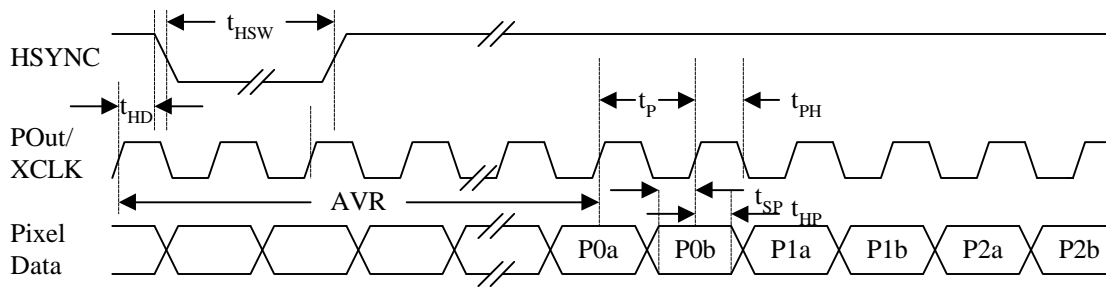 t_HSW
HSYNC
t_HD
t_P
t_PH
POut/
XCLK
AVR
t_SP
t_HP
Pixel
Data
P0a P0b P1a P1b P2a P2b